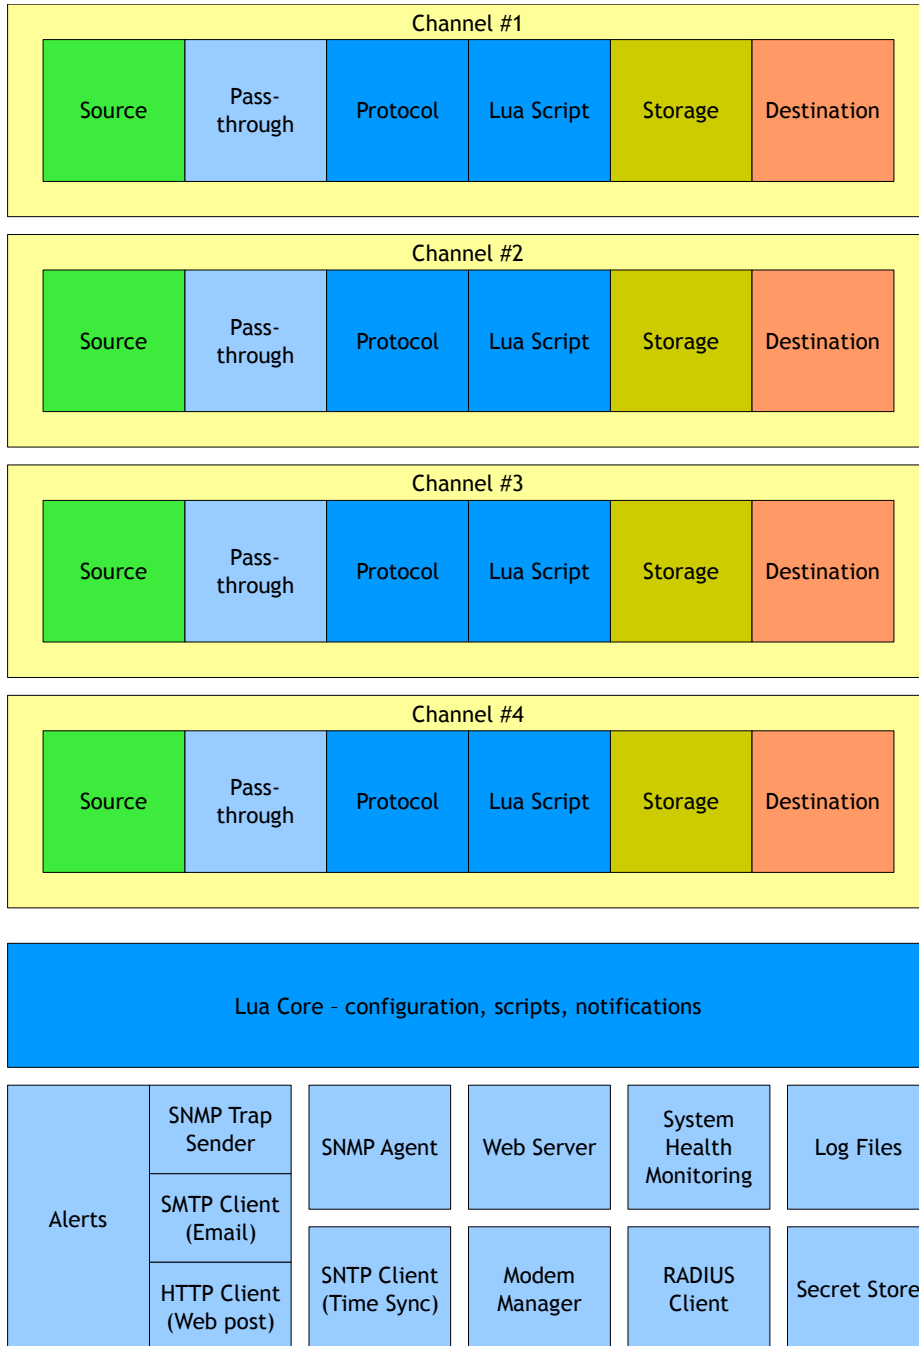 Channel #1
Source
Pass-
through
Protocol
Lua Script
Storage
Destination
Channel #2
Source
Pass-
through
Protocol
Lua Script
Storage
Destination
Channel #3
Source
Pass-
through
Protocol
Lua Script
Storage
Destination
Channel #4
Source
Pass-
through
Protocol
Lua Script
Storage
Destination
Lua Core – configuration, scripts, notifications
Alerts
SNMP Trap
Sender
SMTP Client
(Email)
HTTP Client
(Web post)
SNMP Agent
Web Server
System
Health
Monitoring
Log Files
SNTP Client
(Time Sync)
Modem
Manager
RADIUS
Client
Secret Store